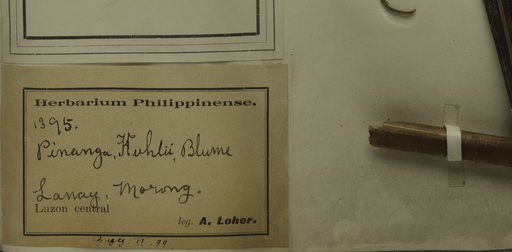 Herbarium Philippinense.
1395.
Pinanga, Kuhlii, Blume
Lanay, Morong.
Luzon central
leg. A. Loher.